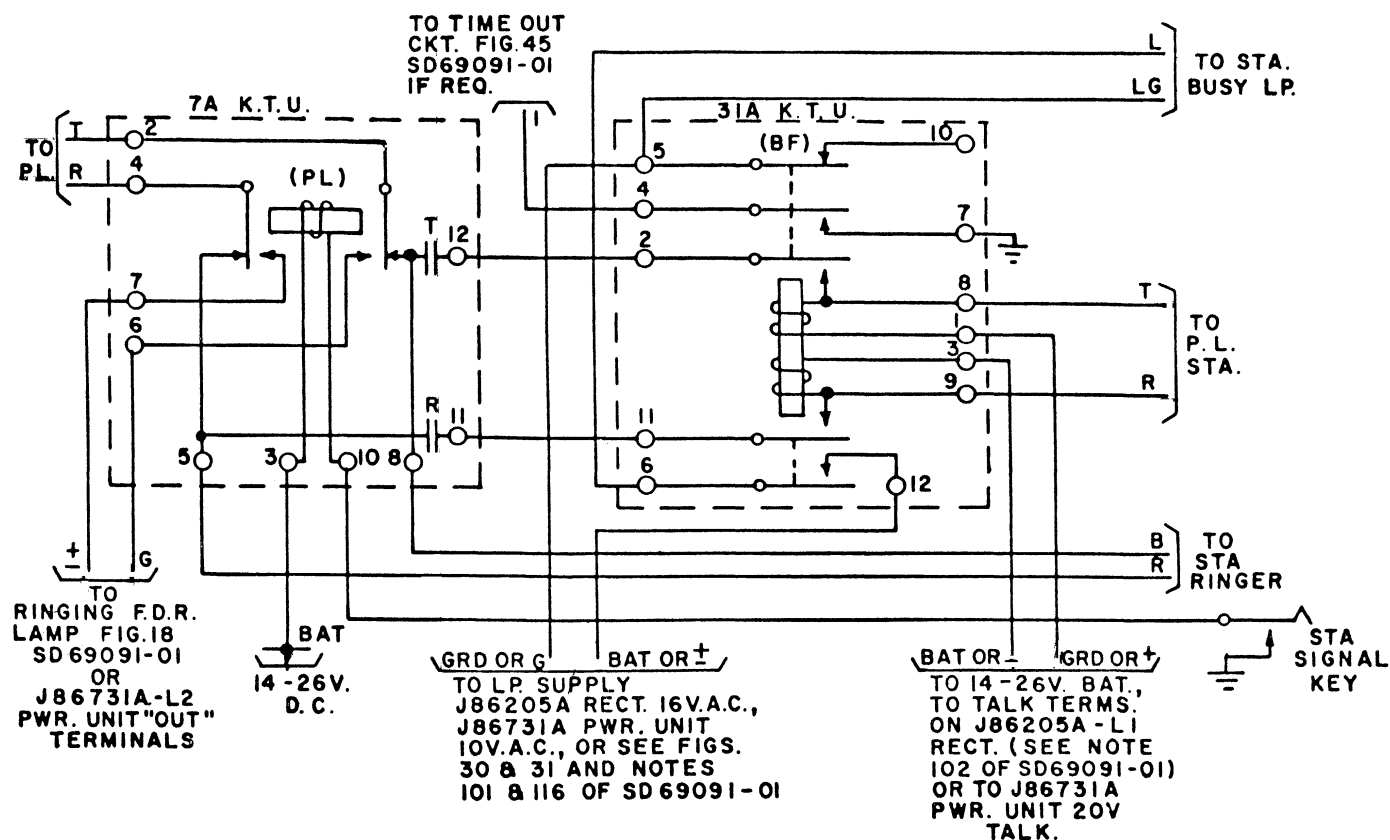 TO TIME OUT
CKT. FIG. 45
SD69091-01
IF REQ.
L
LG
TO STA.
BUSY LP.
7A K.T.U.
31A K.T.U.
(BF)
TO
P.L.
T
R
2
4
(PL)
7
6
T
12
R
11
5
3
10
8
5
4
2
11
6
10
7
8
1
3
9
12
T
R
TO
P. L.
STA.
B
R
TO
STA
RINGER
± G
TO
RINGING F.D.R.
LAMP FIG.18
SD69091-01
OR
J86731A-L2
PWR. UNIT "OUT"
TERMINALS
BAT
14-26V.
D.C.
GRD OR G BAT OR ±
TO LP. SUPPLY
J86205A RECT. 16V.A.C.,
J86731A PWR. UNIT
10V.A.C., OR SEE FIGS.
30 & 31 AND NOTES
101 & 116 OF SD69091-01
BAT OR - GRD OR +
TO 14-26V. BAT.,
TO TALK TERMS.
ON J86205A-L1
RECT. (SEE NOTE
102 OF SD69091-01)
OR TO J86731A
PWR. UNIT 20V
TALK.
STA
SIGNAL
KEY